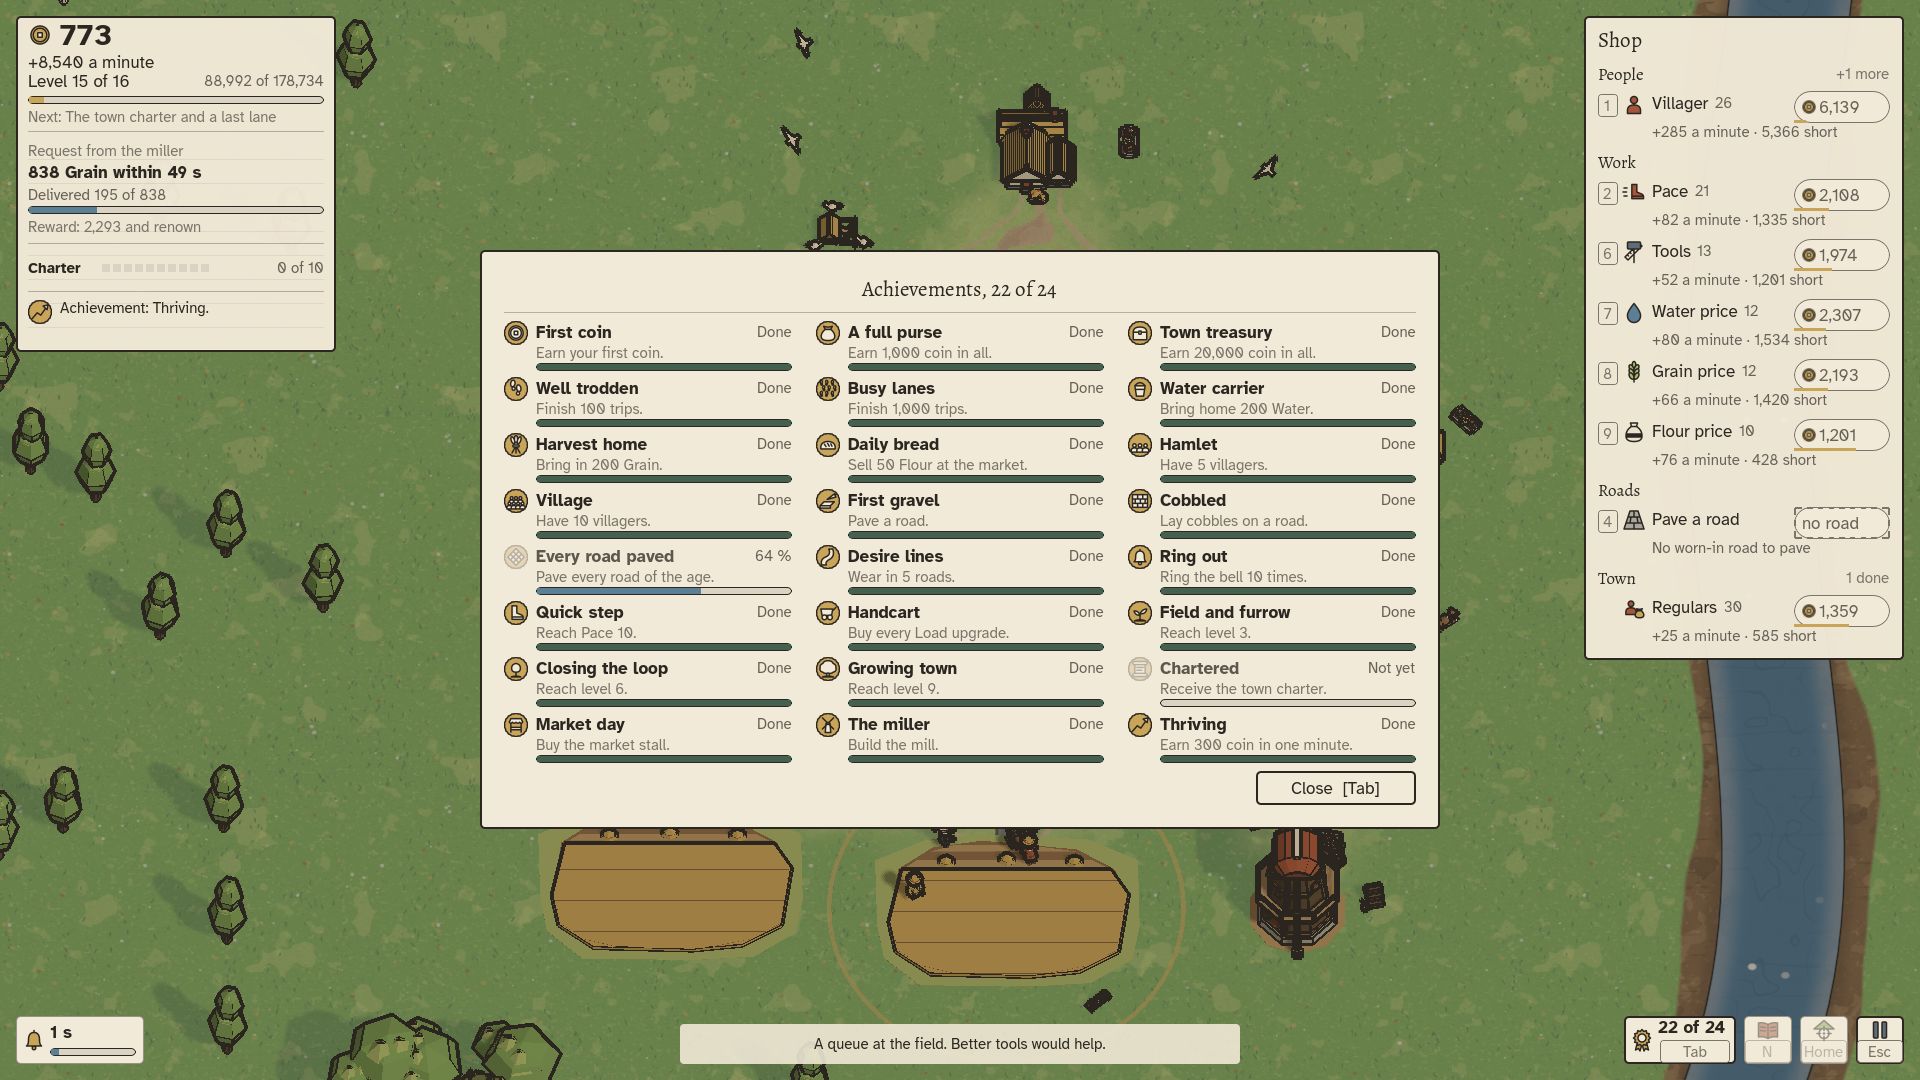 773
+8,540 a minute
Level 15 of 16 88,992 of 178,734
Next: The town charter and a last lane
Request from the miller
838 Grain within 49 s
Delivered 195 of 838
Reward: 2,293 and renown
Charter 0 of 10
Achievement: Thriving.
Achievements, 22 of 24
First coin Done
Earn your first coin.
A full purse Done
Earn 1,000 coin in all.
Town treasury Done
Earn 20,000 coin in all.
Well trodden Done
Finish 100 trips.
Busy lanes Done
Finish 1,000 trips.
Water carrier Done
Bring home 200 Water.
Harvest home Done
Bring in 200 Grain.
Daily bread Done
Sell 50 Flour at the market.
Hamlet Done
Have 5 villagers.
Village Done
Have 10 villagers.
First gravel Done
Pave a road.
Cobbled Done
Lay cobbles on a road.
Every road paved 64 %
Pave every road of the age.
Desire lines Done
Wear in 5 roads.
Ring out Done
Ring the bell 10 times.
Quick step Done
Reach Pace 10.
Handcart Done
Buy every Load upgrade.
Field and furrow Done
Reach level 3.
Closing the loop Done
Reach level 6.
Growing town Done
Reach level 9.
Chartered Not yet
Receive the town charter.
Market day Done
Buy the market stall.
The miller Done
Build the mill.
Thriving Done
Earn 300 coin in one minute.
Close [Tab]
Shop
People +1 more
1 Villager 26 6,139
+285 a minute · 5,366 short
Work
2 Pace 21 2,108
+82 a minute · 1,335 short
6 Tools 13 1,974
+52 a minute · 1,201 short
7 Water price 12 2,307
+80 a minute · 1,534 short
8 Grain price 12 2,193
+66 a minute · 1,420 short
9 Flour price 10 1,201
+76 a minute · 428 short
Roads
4 Pave a road no road
No worn-in road to pave
Town 1 done
Regulars 30 1,359
+25 a minute · 585 short
1 s
A queue at the field. Better tools would help.
22 of 24
Tab
N
Home
Esc